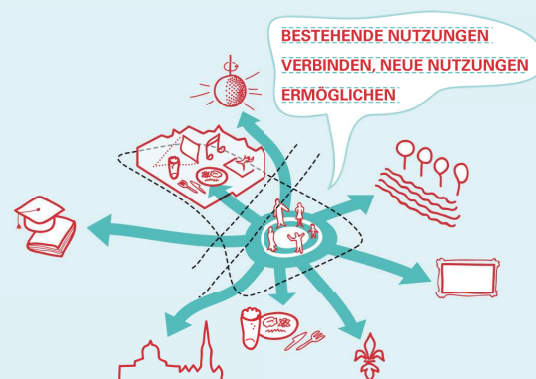 BESTEHENDE NUTZUNGEN
VERBINDEN, NEUE NUTZUNGEN
ERMÖGLICHEN